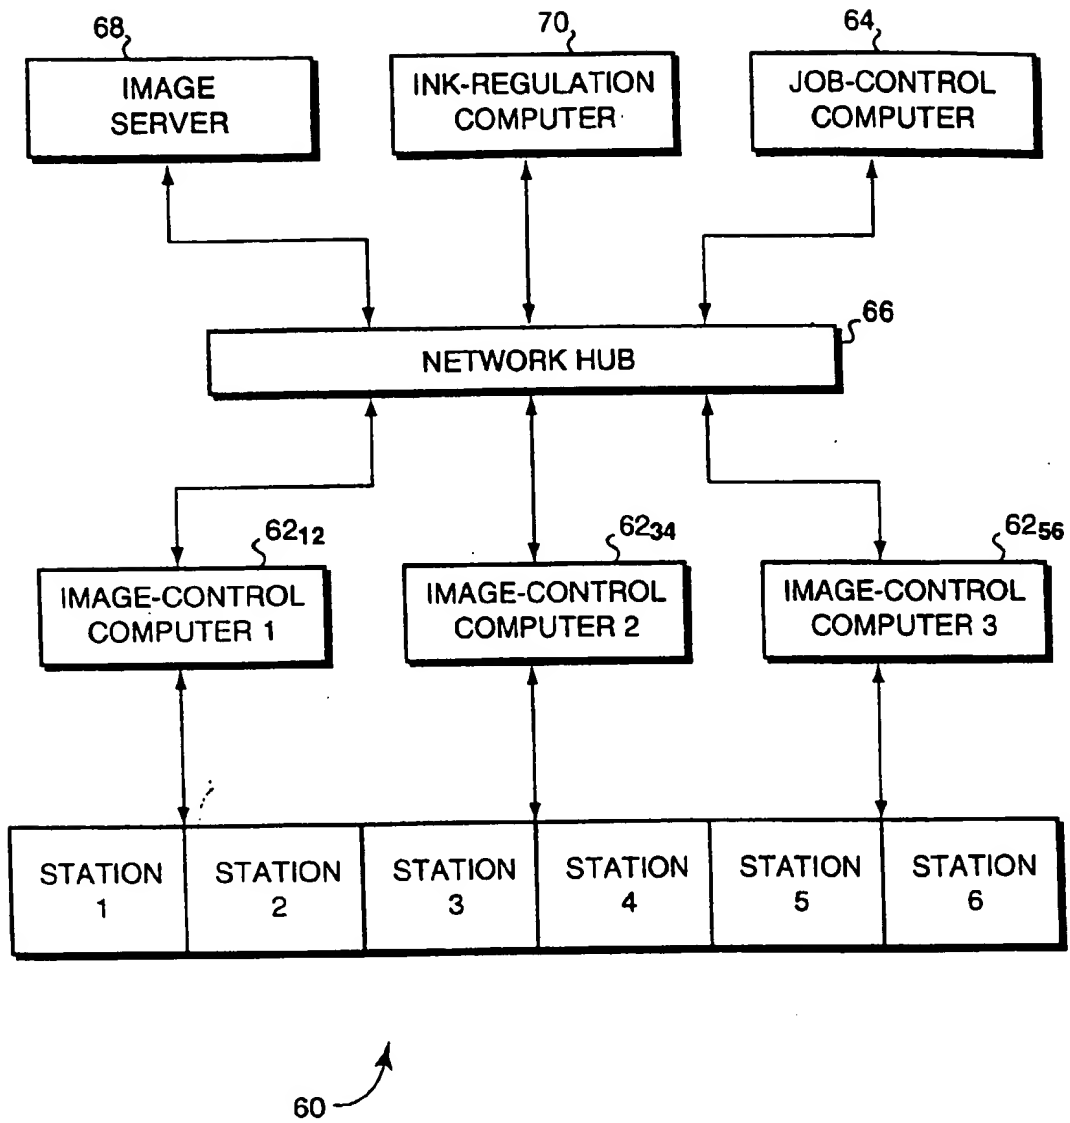 68
70
64
IMAGE
SERVER
INK-REGULATION
COMPUTER
JOB-CONTROL
COMPUTER
66
NETWORK HUB
62₁₂
62₃₄
62₅₆
IMAGE-CONTROL
COMPUTER 1
IMAGE-CONTROL
COMPUTER 2
IMAGE-CONTROL
COMPUTER 3
STATION
1
STATION
2
STATION
3
STATION
4
STATION
5
STATION
6
60